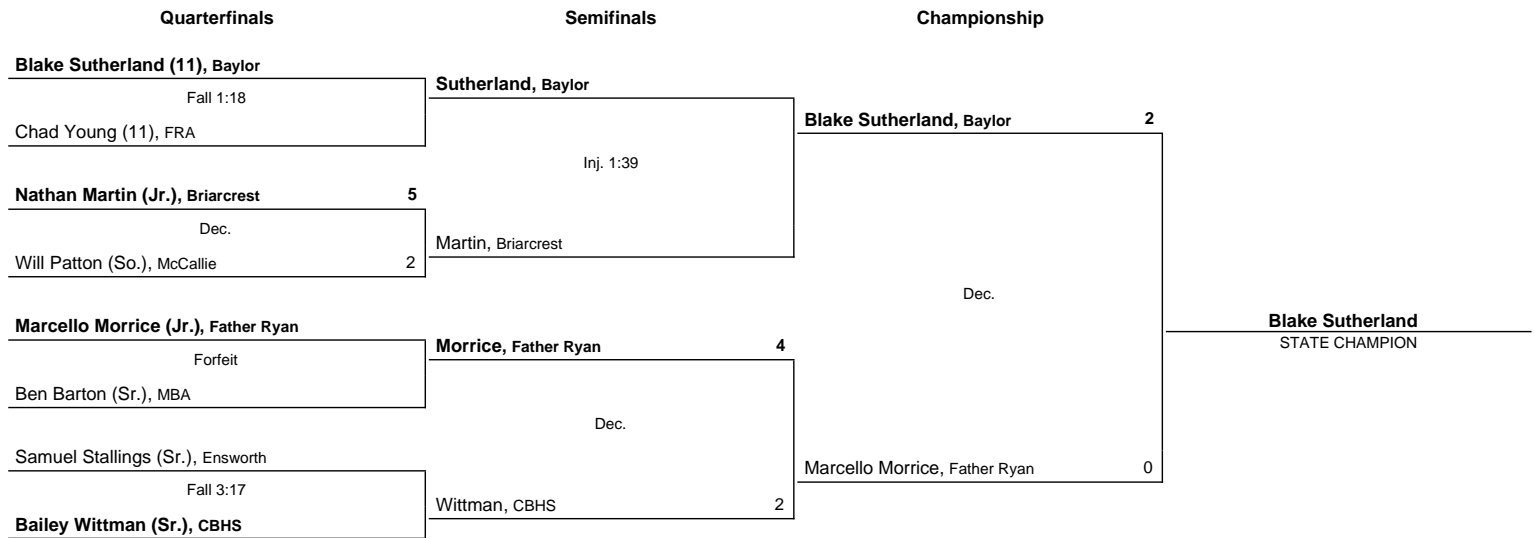 Quarterfinals Semifinals Championship
Blake Sutherland (11), Baylor
Fall 1:18
Chad Young (11), FRA
Nathan Martin (Jr.), Briarcrest 5
Dec.
Will Patton (So.), McCallie 2
Marcello Morrice (Jr.), Father Ryan
Forfeit
Ben Barton (Sr.), MBA
Samuel Stallings (Sr.), Ensworth
Fall 3:17
Bailey Wittman (Sr.), CBHS
Sutherland, Baylor
Inj. 1:39
Martin, Briarcrest
Morrice, Father Ryan 4
Dec.
Wittman, CBHS 2
Blake Sutherland, Baylor 2
Dec.
Marcello Morrice, Father Ryan 0
Blake Sutherland
STATE CHAMPION